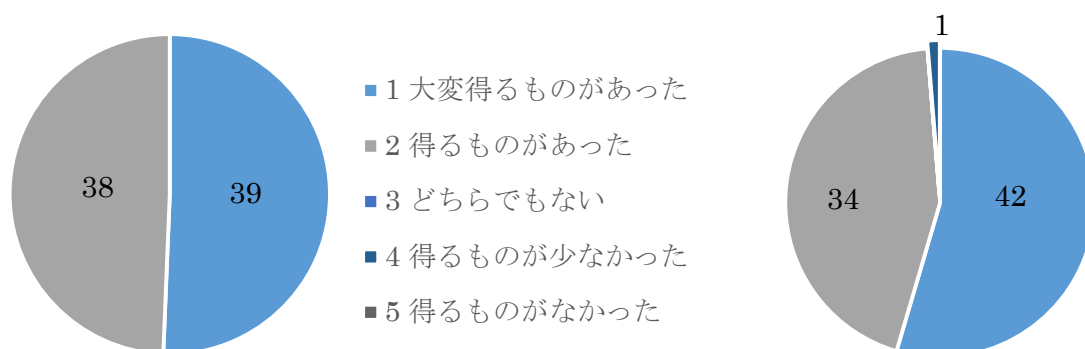 38
39
1 大変得るものがあった
2 得るものがあった
3 どちらでもない
4 得るものが少なかった
5 得るものがなかった
1
34
42